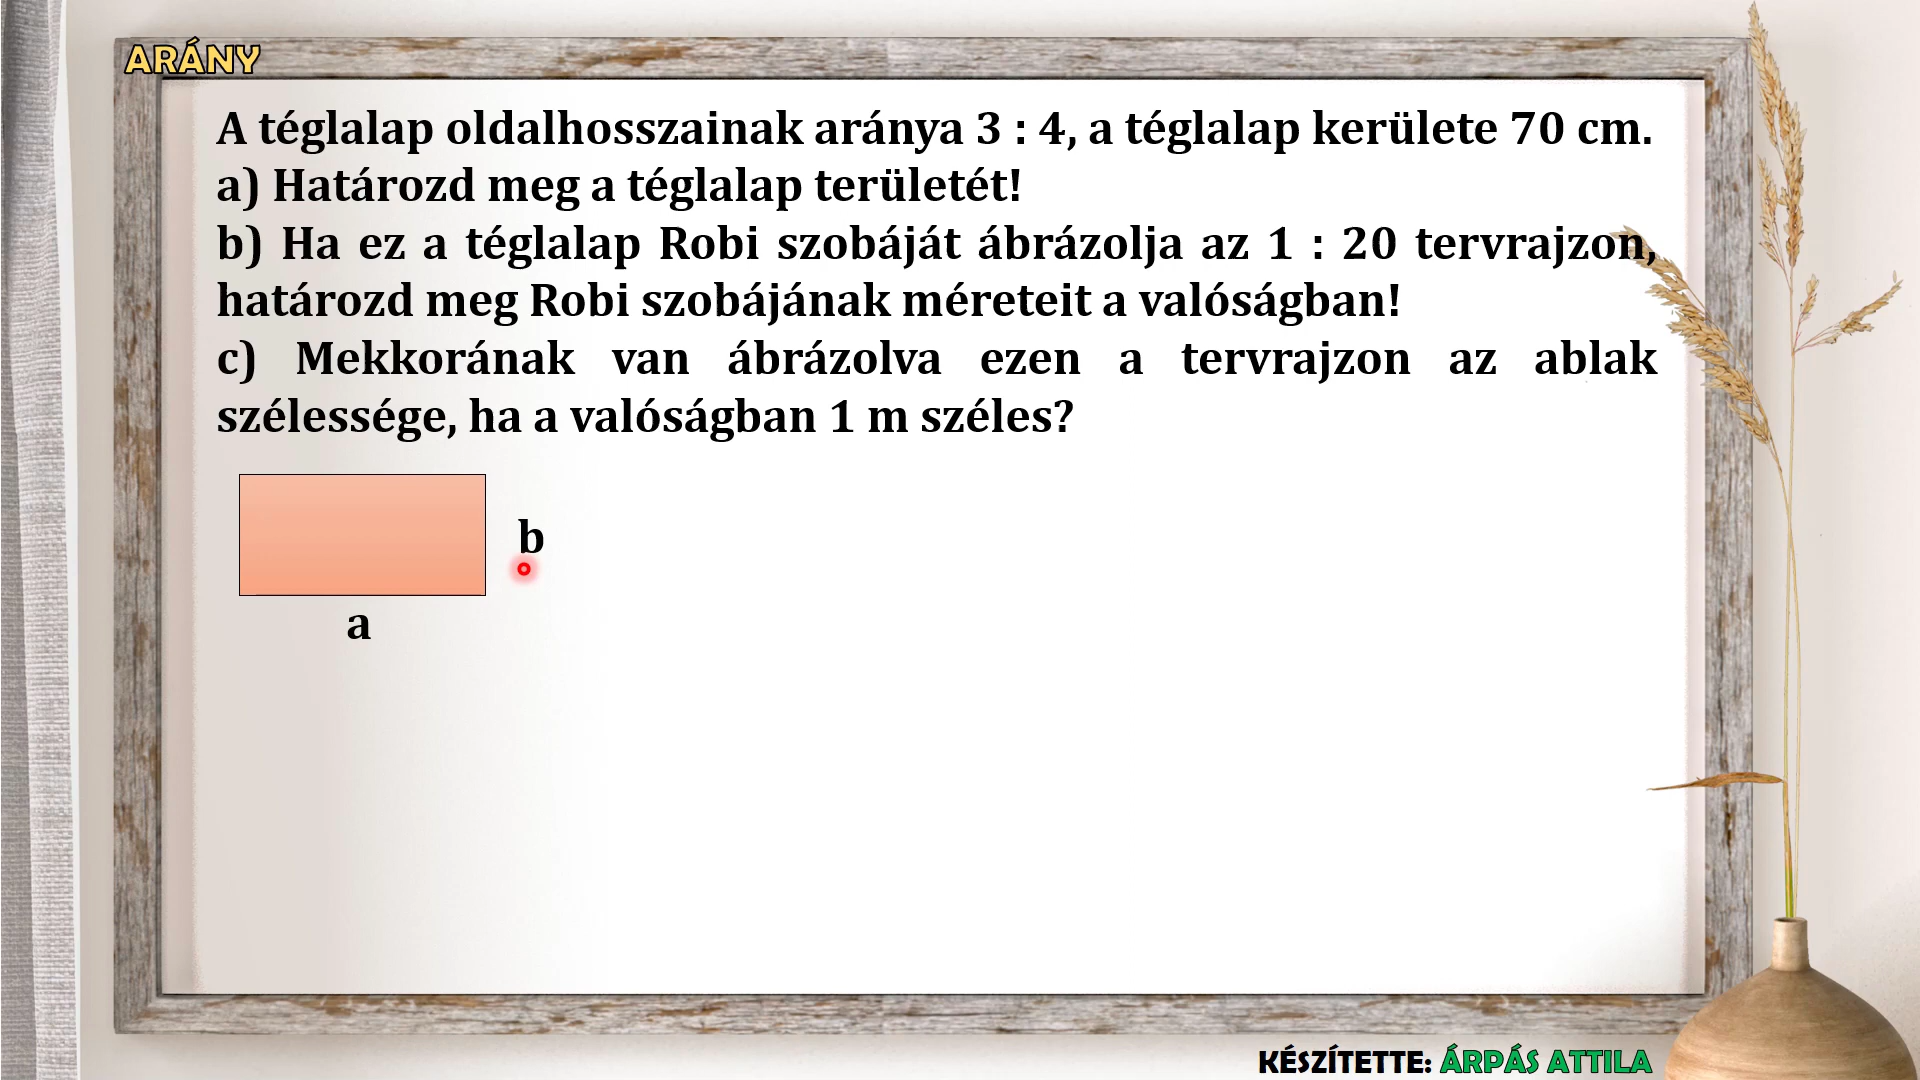 ARÁNY
A téglalap oldalhosszainak aránya 3 : 4, a téglalap kerülete 70 cm.
a) Határozd meg a téglalap területét!
b) Ha ez a téglalap Robi szobáját ábrázolja az 1 : 20 tervrajzon,
határozd meg Robi szobájának méreteit a valóságban!
c) Mekkorának van ábrázolva ezen a tervrajzon az ablak
szélessége, ha a valóságban 1 m széles?
b
a
KÉSZÍTETTE: ÁRPÁS ATTILA